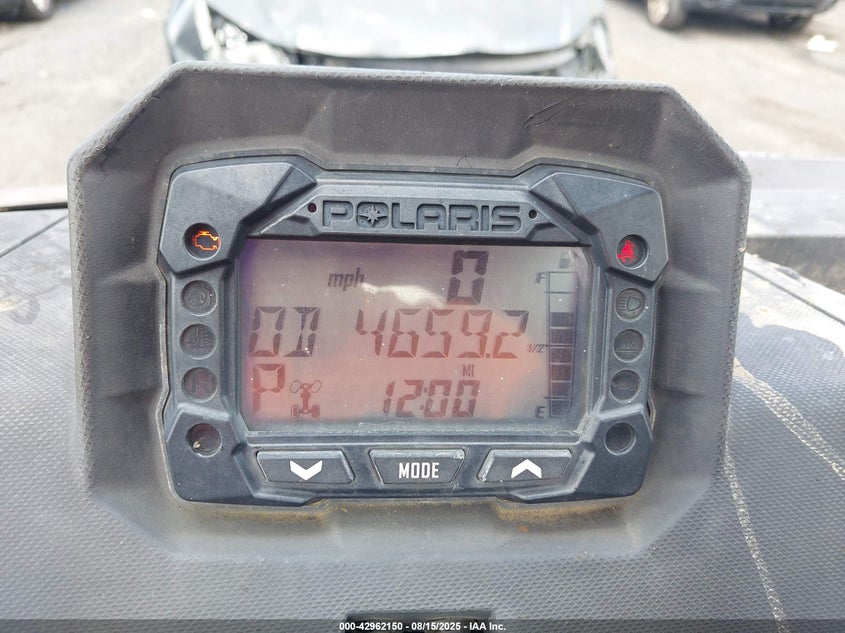 POLARIS
mph 0
F
OD 4659.2
1/2
MI
P 12:00
E
MODE
000-42962150 - 08/15/2025 - IAA Inc.